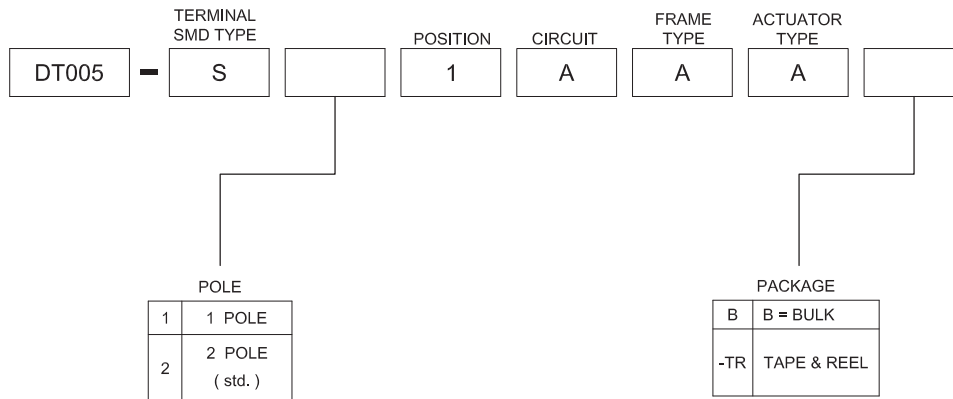 TERMINAL
SMD TYPE
POSITION
CIRCUIT
FRAME
TYPE
ACTUATOR
TYPE
DT005 - S 1 A A A
POLE
1 1 POLE
2 2 POLE
( std. )
PACKAGE
B B = BULK
-TR TAPE & REEL